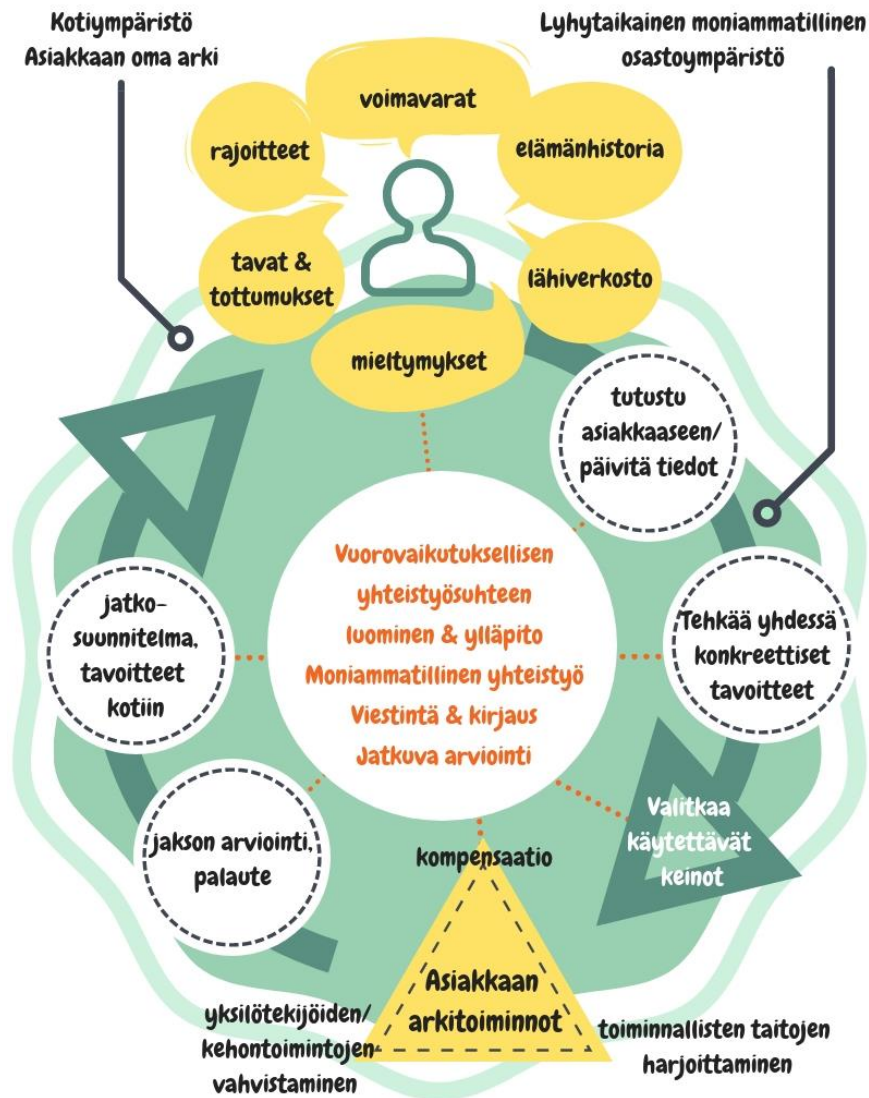 Kotiympäristö
Asiakkaan oma arki
Lyhytaikainen moniammatillinen
osastoympäristö
voimavarat
rajoitteet
elämänhistoria
tavat &
tottumukset
lähiverkosto
mieltymykset
tutustu
asiakkaaseen/
päivitä tiedot
Tehkää yhdessä
konkreettiset
tavoitteet
Valitkaa
käytettävät
keinot
Vuorovaikutuksellisen
yhteistyösuhteen
luominen & ylläpito
Moniammatillinen yhteistyö
Viestintä & kirjaus
Jatkuva arviointi
jatko-
suunnitelma,
tavoitteet
kotiin
jakson arviointi,
palaute
kompensaatio
Asiakkaan
arkitoiminnot
yksilötekijöiden/
kehontoimintojen
vahvistaminen
toiminnallisten taitojen
harjoittaminen